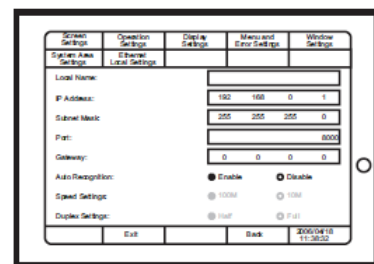 Screen Settings Operation Settings Display Settings Menu and Error Settings Window Settings
System Area Settings Ethernet Local Settings
Local Name:
IP Address: 192 168 0 1
Subnet Mask: 255 255 255 0
Port: 8000
Gateway: 0 0 0 0
Auto Recognition: Enable Disable
Speed Settings: 100M 10M
Duplex Settings: Half Full
Exit Back 2006/04/18 11:38:52